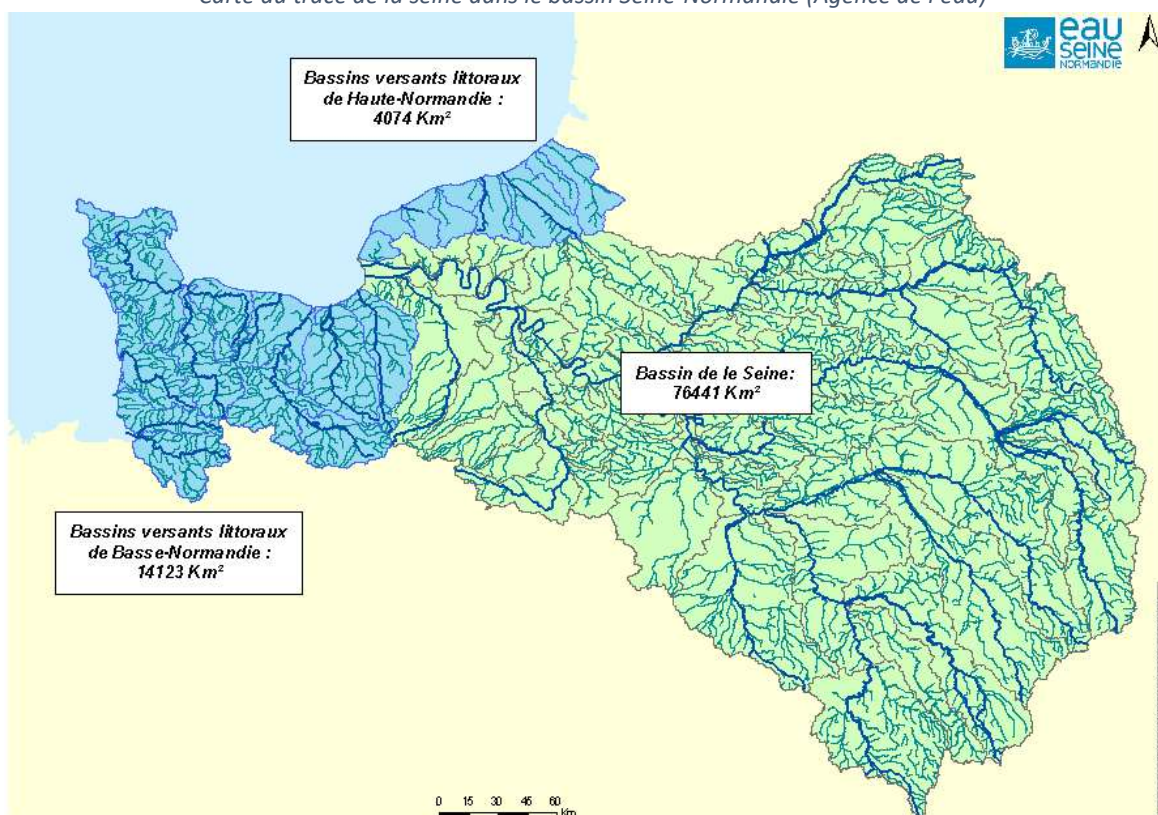 Carte du tracé de la seine dans le bassin Seine-Normandie (Agence de l'eau)
eau
SEINE
NORMANDIE
Bassins versants littoraux
de Haute-Normandie :
4074 Km²
Bassin de le Seine:
76441 Km²
Bassins versants littoraux
de Basse-Normandie :
14123 Km²
0 15 30 45 60
Km